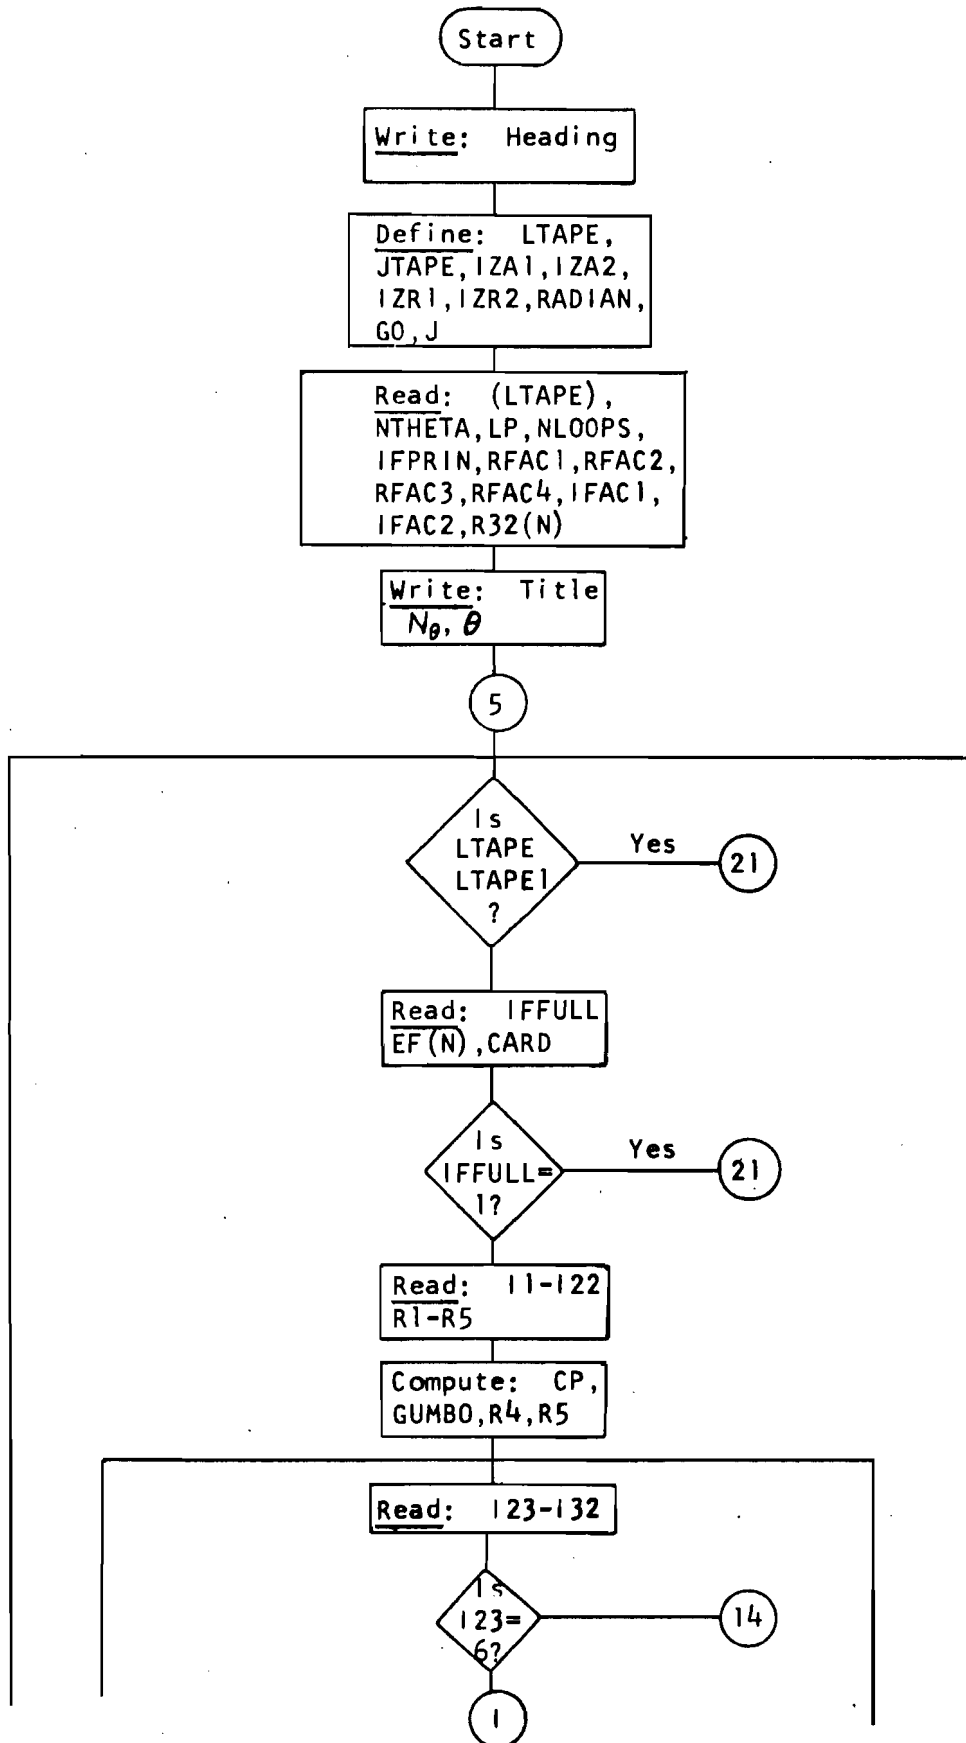 Start
Write: Heading
Define: LTAPE,
JTAPE,IZA1,IZA2,
IZR1,IZR2,RADIAN,
GO,J
Read: (LTAPE),
NTHETA,LP,NLOOPS,
IFPRIN,RFAC1,RFAC2,
RFAC3,RFAC4,IFAC1,
IFAC2,R32(N)
Write: Title
Nθ, θ
5
Is
LTAPE
LTAPE1
?
Yes
21
Read: IFFULL
EF(N),CARD
Is
IFFULL=
1?
Yes
21
Read: I1-I22
R1-R5
Compute: CP,
GUMBO,R4,R5
Read: I23-I32
Is
I23=
6?
14
1